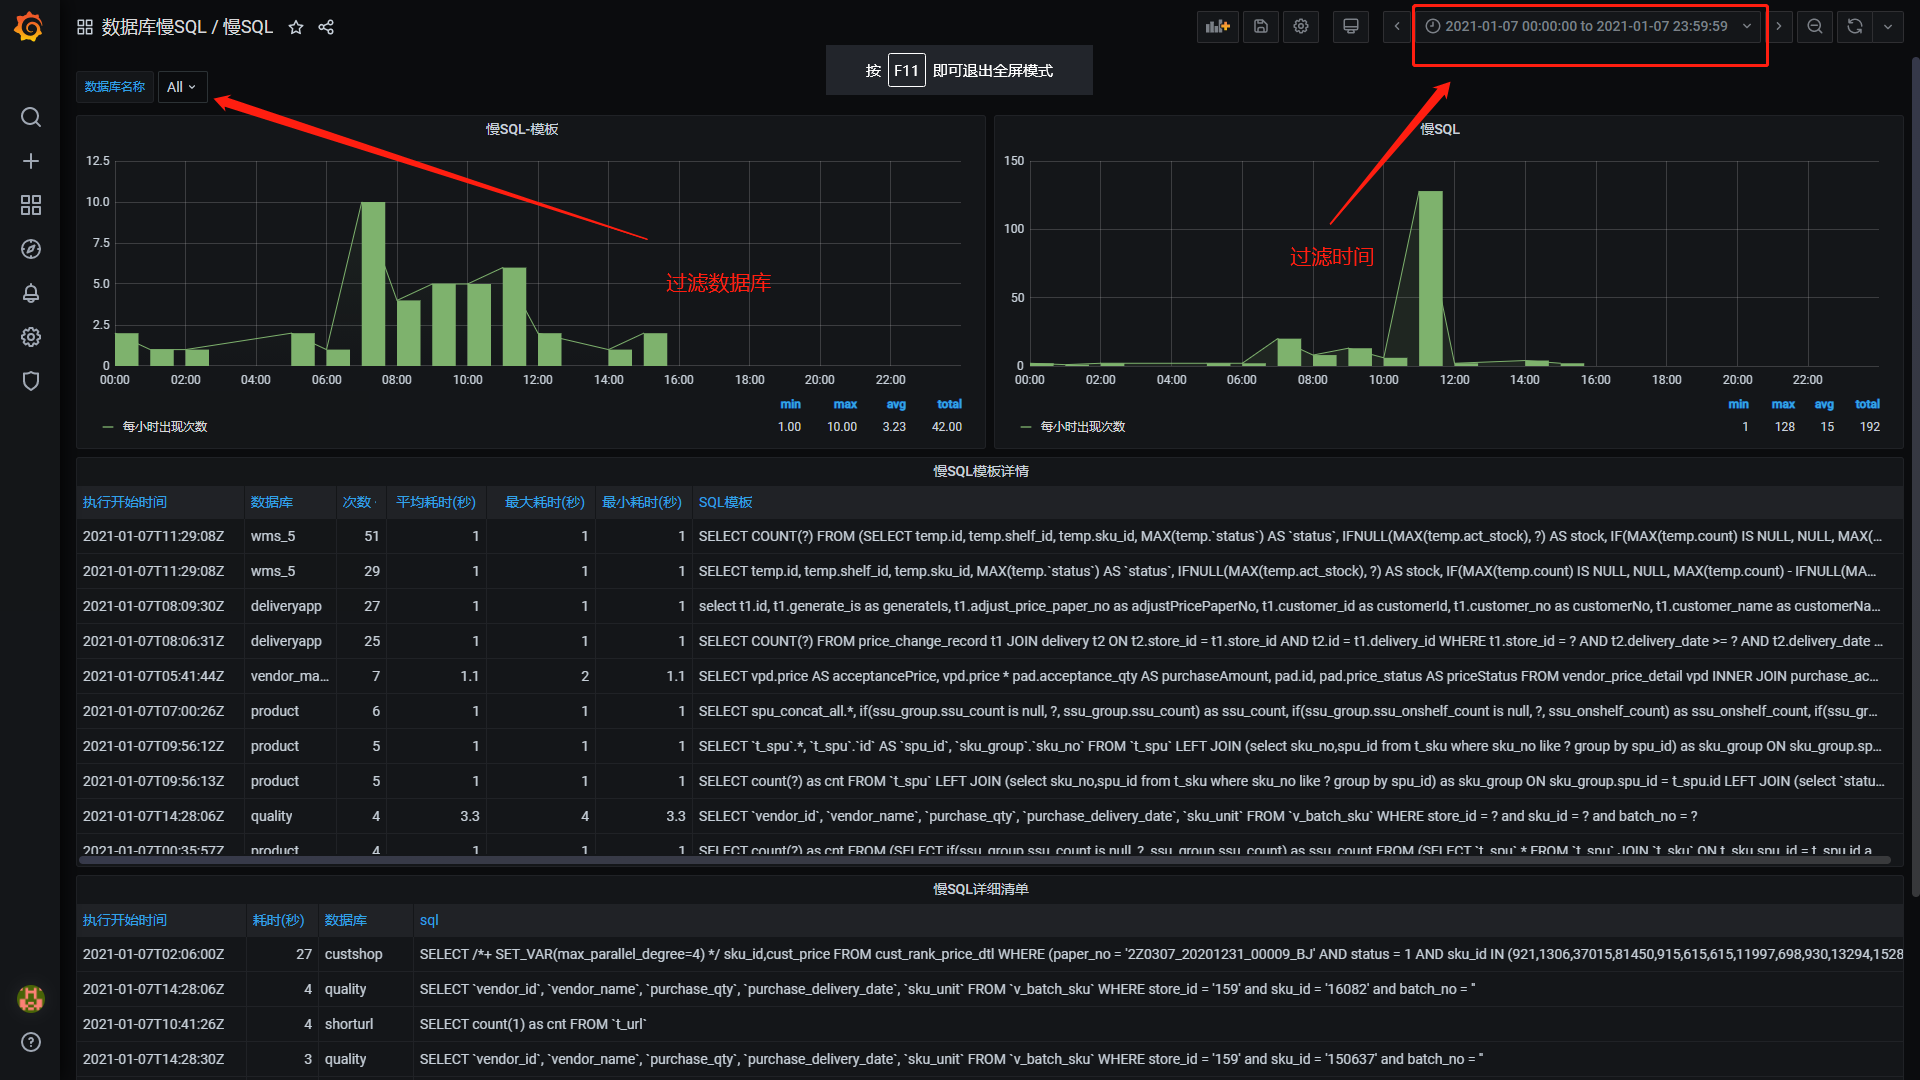 数据库慢SQL / 慢SQL
2021-01-07 00:00:00 to 2021-01-07 23:59:59
按 F11 即可退出全屏模式
数据库名称 All
慢SQL-模板
12.5
10.0
7.5
5.0
2.5
0
00:00 02:00 04:00 06:00 08:00 10:00 12:00 14:00 16:00 18:00 20:00 22:00
min max avg total
每小时出现次数 1.00 10.00 3.23 42.00
过滤数据库
慢SQL
150
100
50
0
00:00 02:00 04:00 06:00 08:00 10:00 12:00 14:00 16:00 18:00 20:00 22:00
min max avg total
每小时出现次数 1 128 15 192
过滤时间
慢SQL模板详情
执行开始时间 数据库 次数 平均耗时(秒) 最大耗时(秒) 最小耗时(秒) SQL模板
2021-01-07T11:29:08Z wms_5 51 1 1 1 SELECT COUNT(?) FROM (SELECT temp.id, temp.shelf_id, temp.sku_id, MAX(temp.`status`) AS `status`, IFNULL(MAX(temp.act_stock), ?) AS stock, IF(MAX(temp.count) IS NULL, NULL, MAX(...
2021-01-07T11:29:08Z wms_5 29 1 1 1 SELECT temp.id, temp.shelf_id, temp.sku_id, MAX(temp.`status`) AS `status`, IFNULL(MAX(temp.act_stock), ?) AS stock, IF(MAX(temp.count) IS NULL, NULL, MAX(temp.count) - IFNULL(MA...
2021-01-07T08:09:30Z deliveryapp 27 1 1 1 select t1.id, t1.generate_is as generateIs, t1.adjust_price_paper_no as adjustPricePaperNo, t1.customer_id as customerId, t1.customer_no as customerNo, t1.customer_name as customerNa...
2021-01-07T08:06:31Z deliveryapp 25 1 1 1 SELECT COUNT(?) FROM price_change_record t1 JOIN delivery t2 ON t2.store_id = t1.store_id AND t2.id = t1.delivery_id WHERE t1.store_id = ? AND t2.delivery_date >= ? AND t2.delivery_date ...
2021-01-07T05:41:44Z vendor_ma... 7 1.1 2 1.1 SELECT vpd.price AS acceptancePrice, vpd.price * pad.acceptance_qty AS purchaseAmount, pad.id, pad.price_status AS priceStatus FROM vendor_price_detail vpd INNER JOIN purchase_ac...
2021-01-07T07:00:26Z product 6 1 1 1 SELECT spu_concat_all.*, if(ssu_group.ssu_count is null, ?, ssu_group.ssu_count) as ssu_count, if(ssu_group.ssu_onshelf_count is null, ?, ssu_onshelf_count) as ssu_onshelf_count, if(ssu_gr...
2021-01-07T09:56:12Z product 5 1 1 1 SELECT `t_spu`.*, `t_spu`.`id` AS `spu_id`, `sku_group`.`sku_no` FROM `t_spu` LEFT JOIN (select sku_no,spu_id from t_sku where sku_no like ? group by spu_id) as sku_group ON sku_group.sp...
2021-01-07T09:56:13Z product 5 1 1 1 SELECT count(?) as cnt FROM `t_spu` LEFT JOIN (select sku_no,spu_id from t_sku where sku_no like ? group by spu_id) as sku_group ON sku_group.spu_id = t_spu.id LEFT JOIN (select `statu...
2021-01-07T14:28:06Z quality 4 3.3 4 3.3 SELECT `vendor_id`, `vendor_name`, `purchase_qty`, `purchase_delivery_date`, `sku_unit` FROM `v_batch_sku` WHERE store_id = ? and sku_id = ? and batch_no = ?
2021-01-07T00:35:57Z product 4 1 1 1 SELECT count(?) as cnt FROM (SELECT if(ssu_group.ssu_count is null, ?, ssu_group.ssu_count) as ssu_count FROM (SELECT `t_spu`.* FROM `t_spu` JOIN `t_sku` ON t_sku.spu_id = t_spu.id a
慢SQL详细清单
执行开始时间 耗时(秒) 数据库 sql
2021-01-07T02:06:00Z 27 custshop SELECT /*+ SET_VAR(max_parallel_degree=4) */ sku_id,cust_price FROM cust_rank_price_dtl WHERE (paper_no = '2Z0307_20201231_00009_BJ' AND status = 1 AND sku_id IN (921,1306,37015,81450,915,615,615,11997,698,930,13294,1528
2021-01-07T14:28:06Z 4 quality SELECT `vendor_id`, `vendor_name`, `purchase_qty`, `purchase_delivery_date`, `sku_unit` FROM `v_batch_sku` WHERE store_id = '159' and sku_id = '16082' and batch_no = ''
2021-01-07T10:41:26Z 4 shorturl SELECT count(1) as cnt FROM `t_url`
2021-01-07T14:28:30Z 3 quality SELECT `vendor_id`, `vendor_name`, `purchase_qty`, `purchase_delivery_date`, `sku_unit` FROM `v_batch_sku` WHERE store_id = '159' and sku_id = '150637' and batch_no = ''